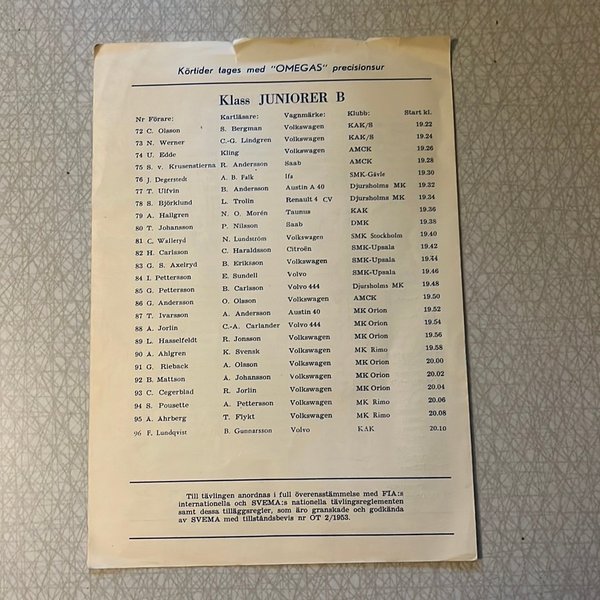 Körtider tages med "OMEGAS" precisionsur
Klass JUNIORER B
Nr Förare: Kartläsare: Vagnmärke: Klubb: Start kl.
72 C. Olsson S. Bergman Volkswagen KAK/S 19.22
73 N. Werner C.-G. Lindgren Volkswagen KAK/S 19.24
74 U. Edde Kling Volkswagen AMCK 19.26
75 S. v. Krusenstierna R. Andersson Saab AMCK 19.28
76 J. Degerstedt A. B. Falk Ifa SMK-Gävle 19.30
77 T. Ulfvin B. Andersson Austin A 40 Djursholms MK 19.32
78 S. Björklund L. Trolin Renault 4 CV Djursholms MK 19.34
79 A. Hallgren N. O. Morén Taunus KAK 19.36
80 T. Johansson P. Nilsson Saab DMK 19.38
81 C. Walleryd N. Lundström Volkswagen SMK Stockholm 19.40
82 H. Carlsson C. Haraldsson Citroën SMK-Upsala 19.42
83 G. S. Axelryd B. Eriksson Volkswagen SMK-Upsala 19.44
84 I. Pettersson E. Sundell Volvo SMK-Upsala 19.46
85 G. Pettersson B. Carlsson Volvo 444 Djursholms MK 19.48
86 G. Andersson O. Olsson Volkswagen AMCK 19.50
87 T. Ivarsson A. Andersson Austin 40 MK Orion 19.52
88 A. Jorlin C.-A. Carlander Volvo 444 MK Orion 19.54
89 L. Hasselfeldt R. Jonsson Volkswagen MK Orion 19.56
90 A. Ahlgren K. Svensk Volkswagen MK Rimo 19.58
91 G. Rieback A. Olsson Volkswagen MK Orion 20.00
92 B. Mattson A. Johansson Volkswagen MK Orion 20.02
93 C. Cegerblad R. Jorlin Volkswagen MK Orion 20.04
94 S. Pousette A. Pettersson Volkswagen MK Rimo 20.06
95 A. Ahrberg T. Flykt Volkswagen MK Rimo 20.08
96 F. Lundqvist B. Gunnarsson Volvo KAK 20.10
Till tävlingen anordnas i full överensstämmelse med FIA:s
internationella och SVEMA:s nationella tävlingsreglementen
samt dessa tilläggsregler, som äro granskade och godkända
av SVEMA med tillståndsbevis nr OT 2/1953.